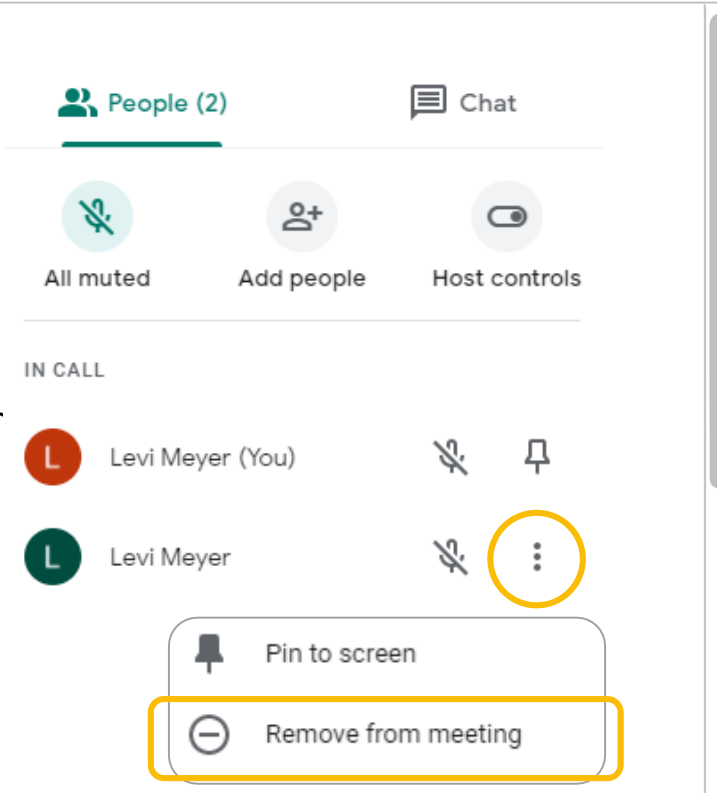 People (2)
Chat
All muted
Add people
Host controls
IN CALL
L
Levi Meyer (You)
L
Levi Meyer
Pin to screen
Remove from meeting